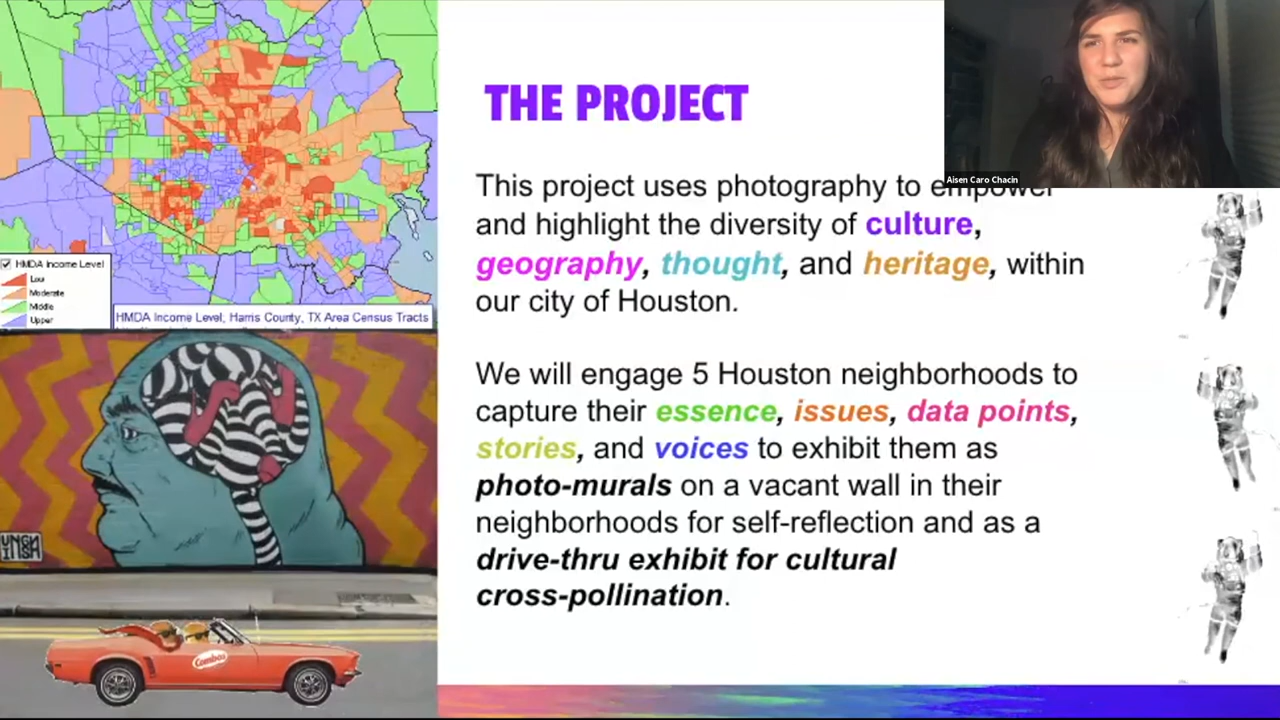 HMDA Income Level
Low
Moderate
Middle
Upper
HMDA Income Level; Harris County, TX Area Census Tracts
Combos
THE PROJECT
This project uses photography to empower
and highlight the diversity of culture,
geography, thought, and heritage, within
our city of Houston.
We will engage 5 Houston neighborhoods to
capture their essence, issues, data points,
stories, and voices to exhibit them as
photo-murals on a vacant wall in their
neighborhoods for self-reflection and as a
drive-thru exhibit for cultural
cross-pollination.
Aisen Caro Chacin